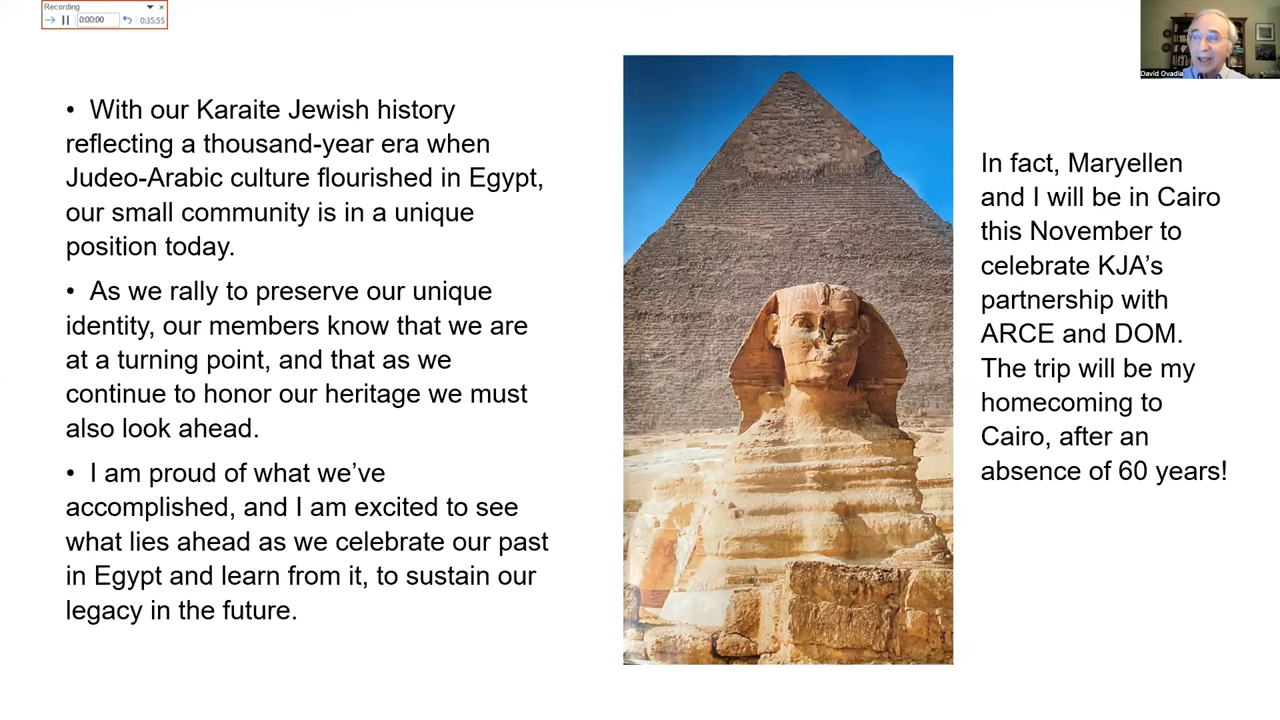 Recording
0:00:00
0:35:55
David Ovadia
• With our Karaite Jewish history
reflecting a thousand-year era when
Judeo-Arabic culture flourished in Egypt,
our small community is in a unique
position today.
• As we rally to preserve our unique
identity, our members know that we are
at a turning point, and that as we
continue to honor our heritage we must
also look ahead.
• I am proud of what we’ve
accomplished, and I am excited to see
what lies ahead as we celebrate our past
in Egypt and learn from it, to sustain our
legacy in the future.
In fact, Maryellen
and I will be in Cairo
this November to
celebrate KJA’s
partnership with
ARCE and DOM.
The trip will be my
homecoming to
Cairo, after an
absence of 60 years!